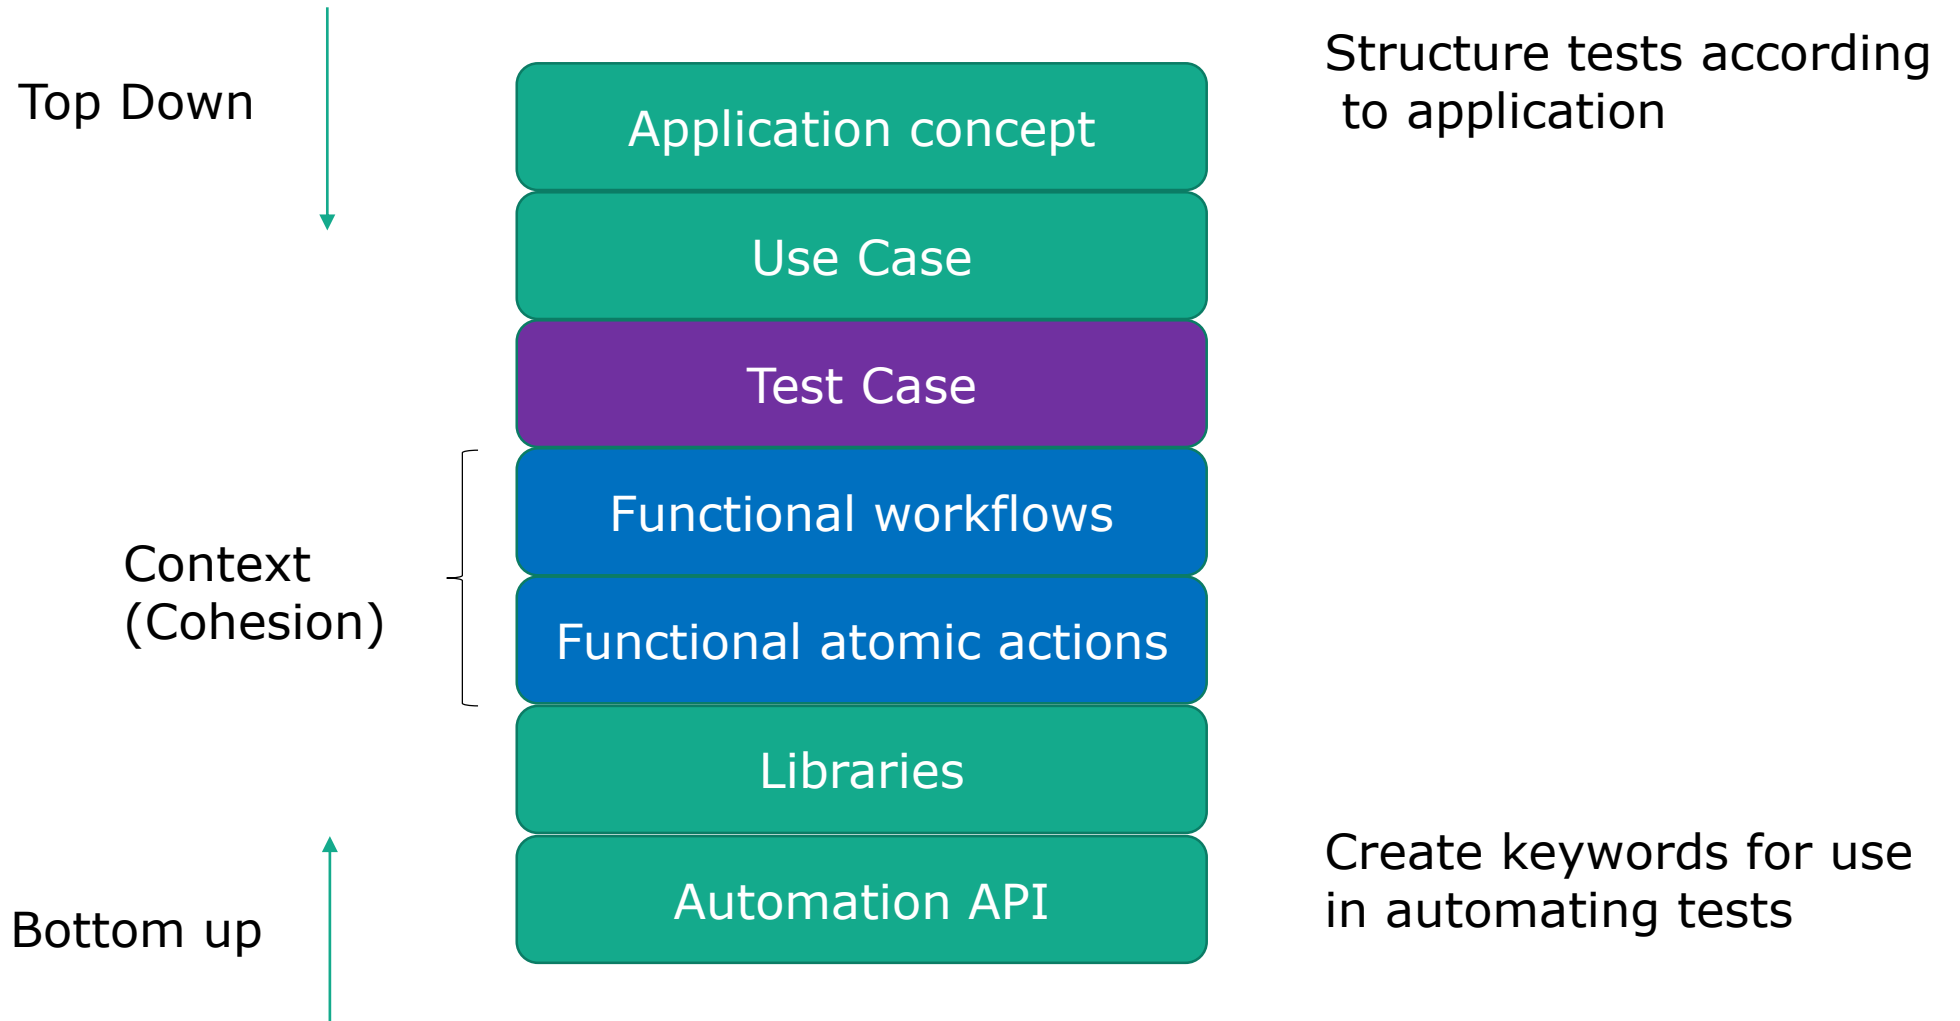 Top Down
Structure tests according
to application
Application concept
Use Case
Test Case
Functional workflows
Context
(Cohesion)
Functional atomic actions
Libraries
Automation API
Bottom up
Create keywords for use
in automating tests